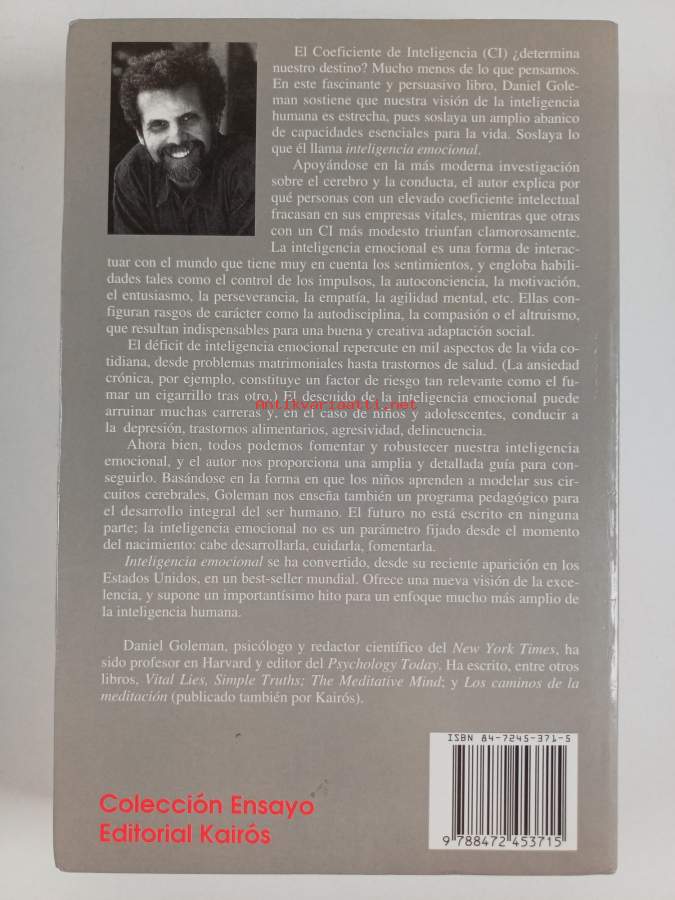 El Coeficiente de Inteligencia (CI) ¿determina
nuestro destino? Mucho menos de lo que pensamos.
En este fascinante y persuasivo libro, Daniel Gole-
man sostiene que nuestra visión de la inteligencia
humana es estrecha, pues soslaya un amplio abanico
de capacidades esenciales para la vida. Soslaya lo
que él llama inteligencia emocional.
Apoyándose en la más moderna investigación
sobre el cerebro y la conducta, el autor explica por
qué personas con un elevado coeficiente intelectual
fracasan en sus empresas vitales, mientras que otras
con un CI más modesto triunfan clamorosamente.
La inteligencia emocional es una forma de interac-
tuar con el mundo que tiene muy en cuenta los sentimientos, y engloba habili-
dades tales como el control de los impulsos, la autoconciencia, la motivación,
el entusiasmo, la perseverancia, la empatía, la agilidad mental, etc. Ellas con-
figuran rasgos de carácter como la autodisciplina, la compasión o el altruismo,
que resultan indispensables para una buena y creativa adaptación social.
El déficit de inteligencia emocional repercute en mil aspectos de la vida co-
tidiana, desde problemas matrimoniales hasta trastornos de salud. (La ansiedad
crónica, por ejemplo, constituye un factor de riesgo tan relevante como el fu-
mar un cigarrillo tras otro.) El descuido de la inteligencia emocional puede
Antikvariaatti.net
arruinar muchas carreras y, en el caso de niños y adolescentes, conducir a
la depresión, trastornos alimentarios, agresividad, delincuencia.
Ahora bien, todos podemos fomentar y robustecer nuestra inteligencia
emocional, y el autor nos proporciona una amplia y detallada guía para con-
seguirlo. Basándose en la forma en que los niños aprenden a modelar sus cir-
cuitos cerebrales, Goleman nos enseña también un programa pedagógico para
el desarrollo integral del ser humano. El futuro no está escrito en ninguna
parte; la inteligencia emocional no es un parámetro fijado desde el momento
del nacimiento: cabe desarrollarla, cuidarla, fomentarla.
Inteligencia emocional se ha convertido, desde su reciente aparición en los
Estados Unidos, en un best-seller mundial. Ofrece una nueva visión de la exce-
lencia, y supone un importantísimo hito para un enfoque mucho más amplio de
la inteligencia humana.
Daniel Goleman, psicólogo y redactor científico del New York Times, ha
sido profesor en Harvard y editor del Psychology Today. Ha escrito, entre otros
libros, Vital Lies, Simple Truths; The Meditative Mind; y Los caminos de la
meditación (publicado también por Kairós).
ISBN 84-7245-371-5
9 788472 453715
Colección Ensayo
Editorial Kairós